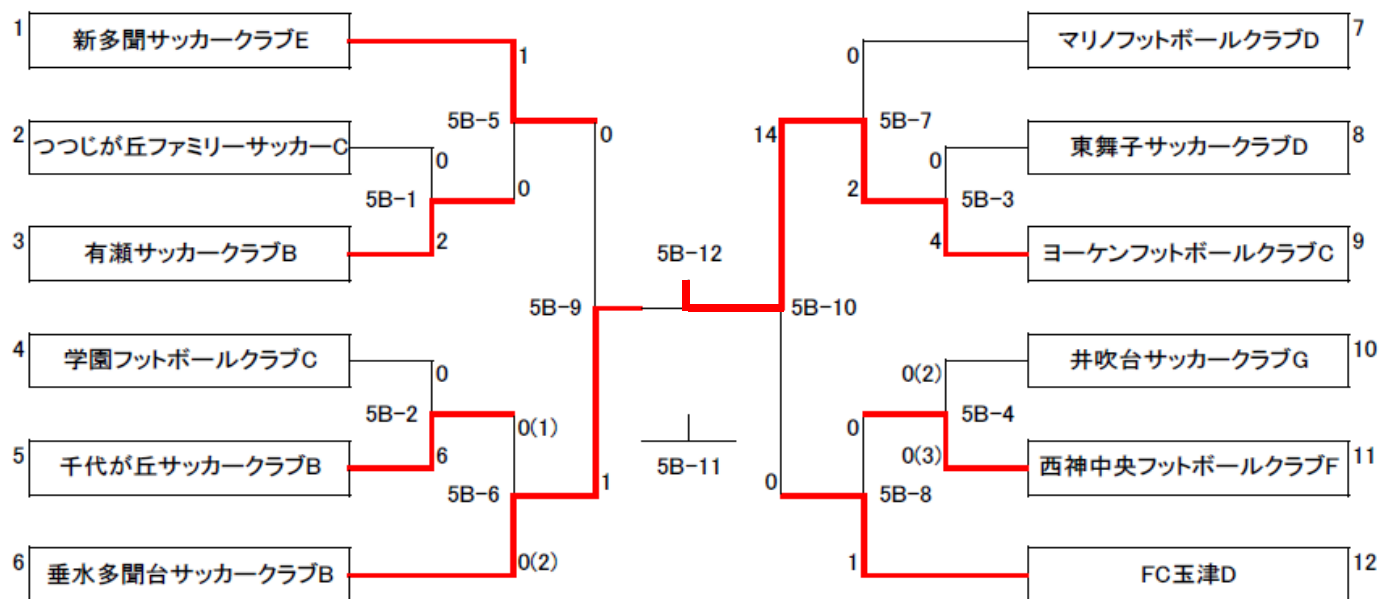 1
新多聞サッカークラブE
1
5B-5
0
2
つつじが丘ファミリーサッカーC
0
5B-1
0
3
有瀬サッカークラブB
2
5B-9
4
学園フットボールクラブC
0
5B-2
0(1)
5
千代が丘サッカークラブB
6
5B-6
1
6
垂水多聞台サッカークラブB
0(2)
5B-12
5B-11
7
マリノフットボールクラブD
0
14
5B-7
8
東舞子サッカークラブD
0
2
5B-3
9
ヨーケンフットボールクラブC
4
5B-10
10
井吹台サッカークラブG
0(2)
0
5B-4
11
西神中央フットボールクラブF
0(3)
0
5B-8
12
FC玉津D
1